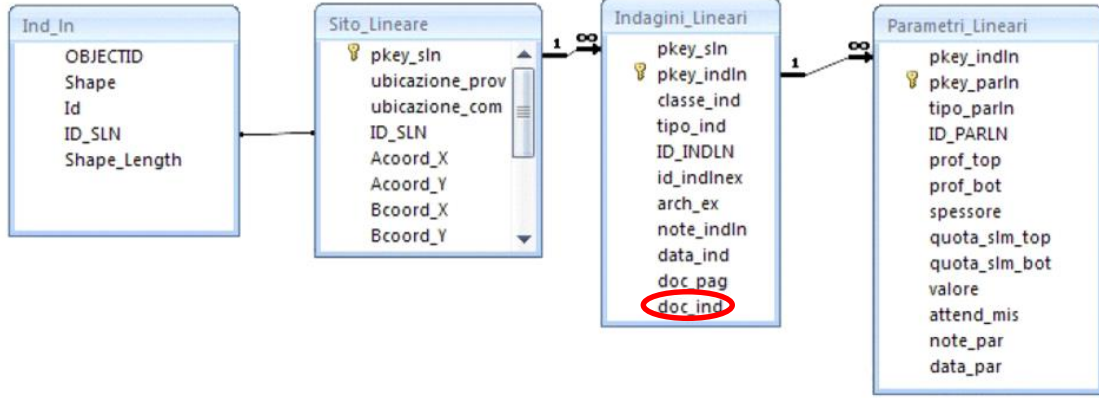 Ind_ln
OBJECTID
Shape
Id
ID_SLN
Shape_Length
Sito_Lineare
pkey_sln
ubicazione_prov
ubicazione_com
ID_SLN
Acoord_X
Acoord_Y
Bcoord_X
Bcoord_Y
1
∞
Indagini_Lineari
pkey_sln
pkey_indln
classe_ind
tipo_ind
ID_INDLN
id_indlnex
arch_ex
note_indln
data_ind
doc_pag
doc_ind
1
∞
Parametri_Lineari
pkey_indln
pkey_parln
tipo_parln
ID_PARLN
prof_top
prof_bot
spessore
quota_slm_top
quota_slm_bot
valore
attend_mis
note_par
data_par